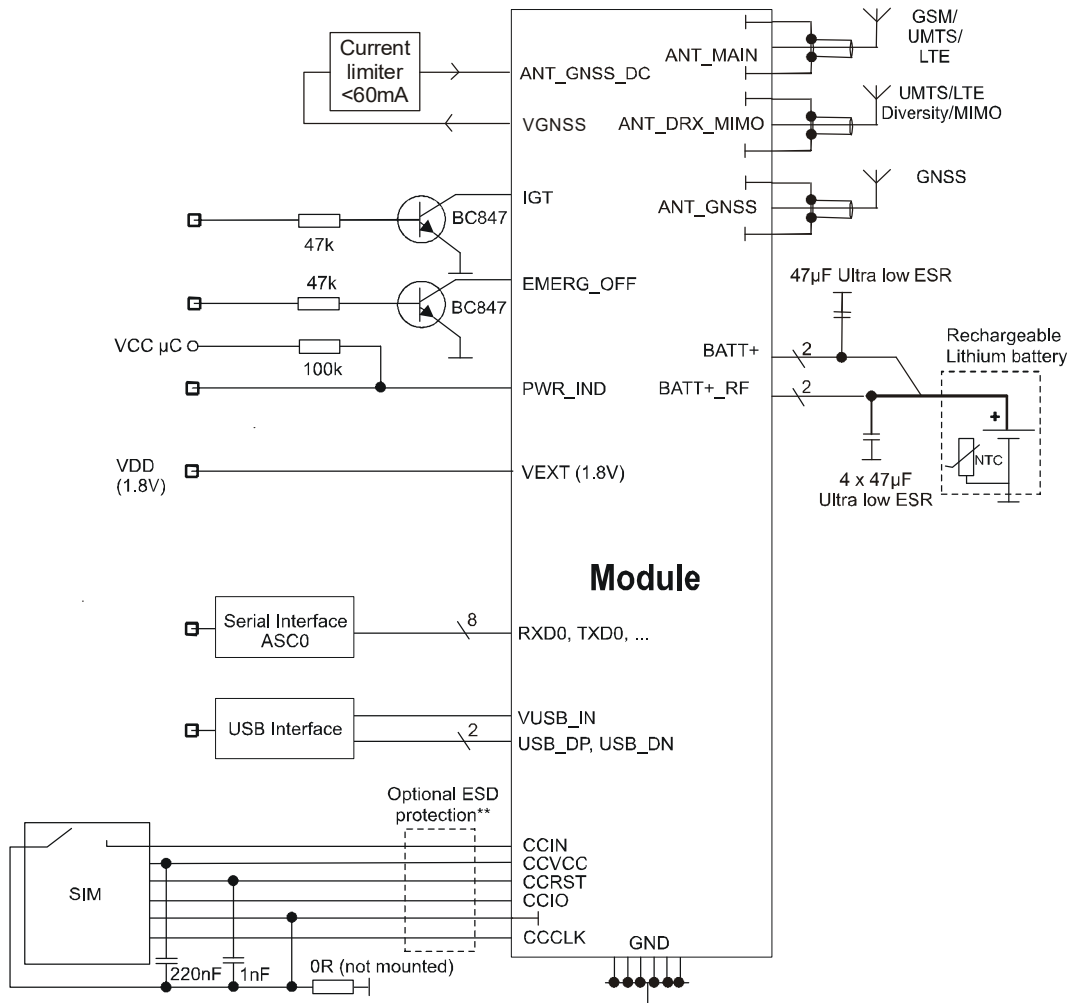 GSM/
UMTS/
LTE
Current
limiter
<60mA
ANT_MAIN
ANT_GNSS_DC
UMTS/LTE
Diversity/MIMO
VGNSS
ANT_DRX_MIMO
GNSS
IGT
ANT_GNSS
BC847
47k
47µF Ultra low ESR
47k
EMERG_OFF
BC847
Rechargeable
Lithium battery
VCC µC
100k
BATT+
2
PWR_IND
BATT+_RF
2
+
NTC
VDD
(1.8V)
VEXT (1.8V)
4 x 47µF
Ultra low ESR
Module
Serial Interface
ASC0
8
RXD0, TXD0, ...
USB Interface
VUSB_IN
2
USB_DP, USB_DN
Optional ESD
protection**
CCIN
CCVCC
CCRST
CCIO
SIM
CCCLK
GND
220nF
1nF
0R (not mounted)